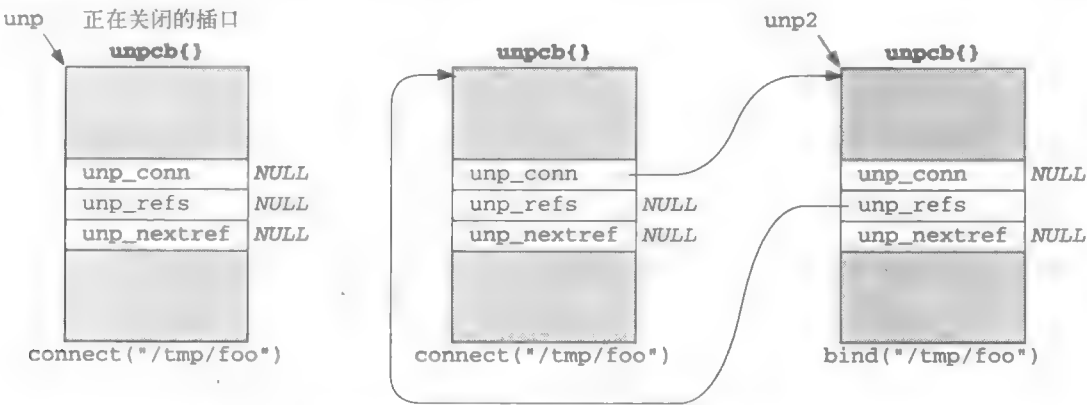 unp 正在关闭的插口 unp2
unpcb{} unpcb{} unpcb{}
unp_conn NULL unp_conn unp_conn NULL
unp_refs NULL unp_refs NULL unp_refs
unp_nextref NULL unp_nextref NULL unp_nextref NULL
connect("/tmp/foo") connect("/tmp/foo") bind("/tmp/foo")